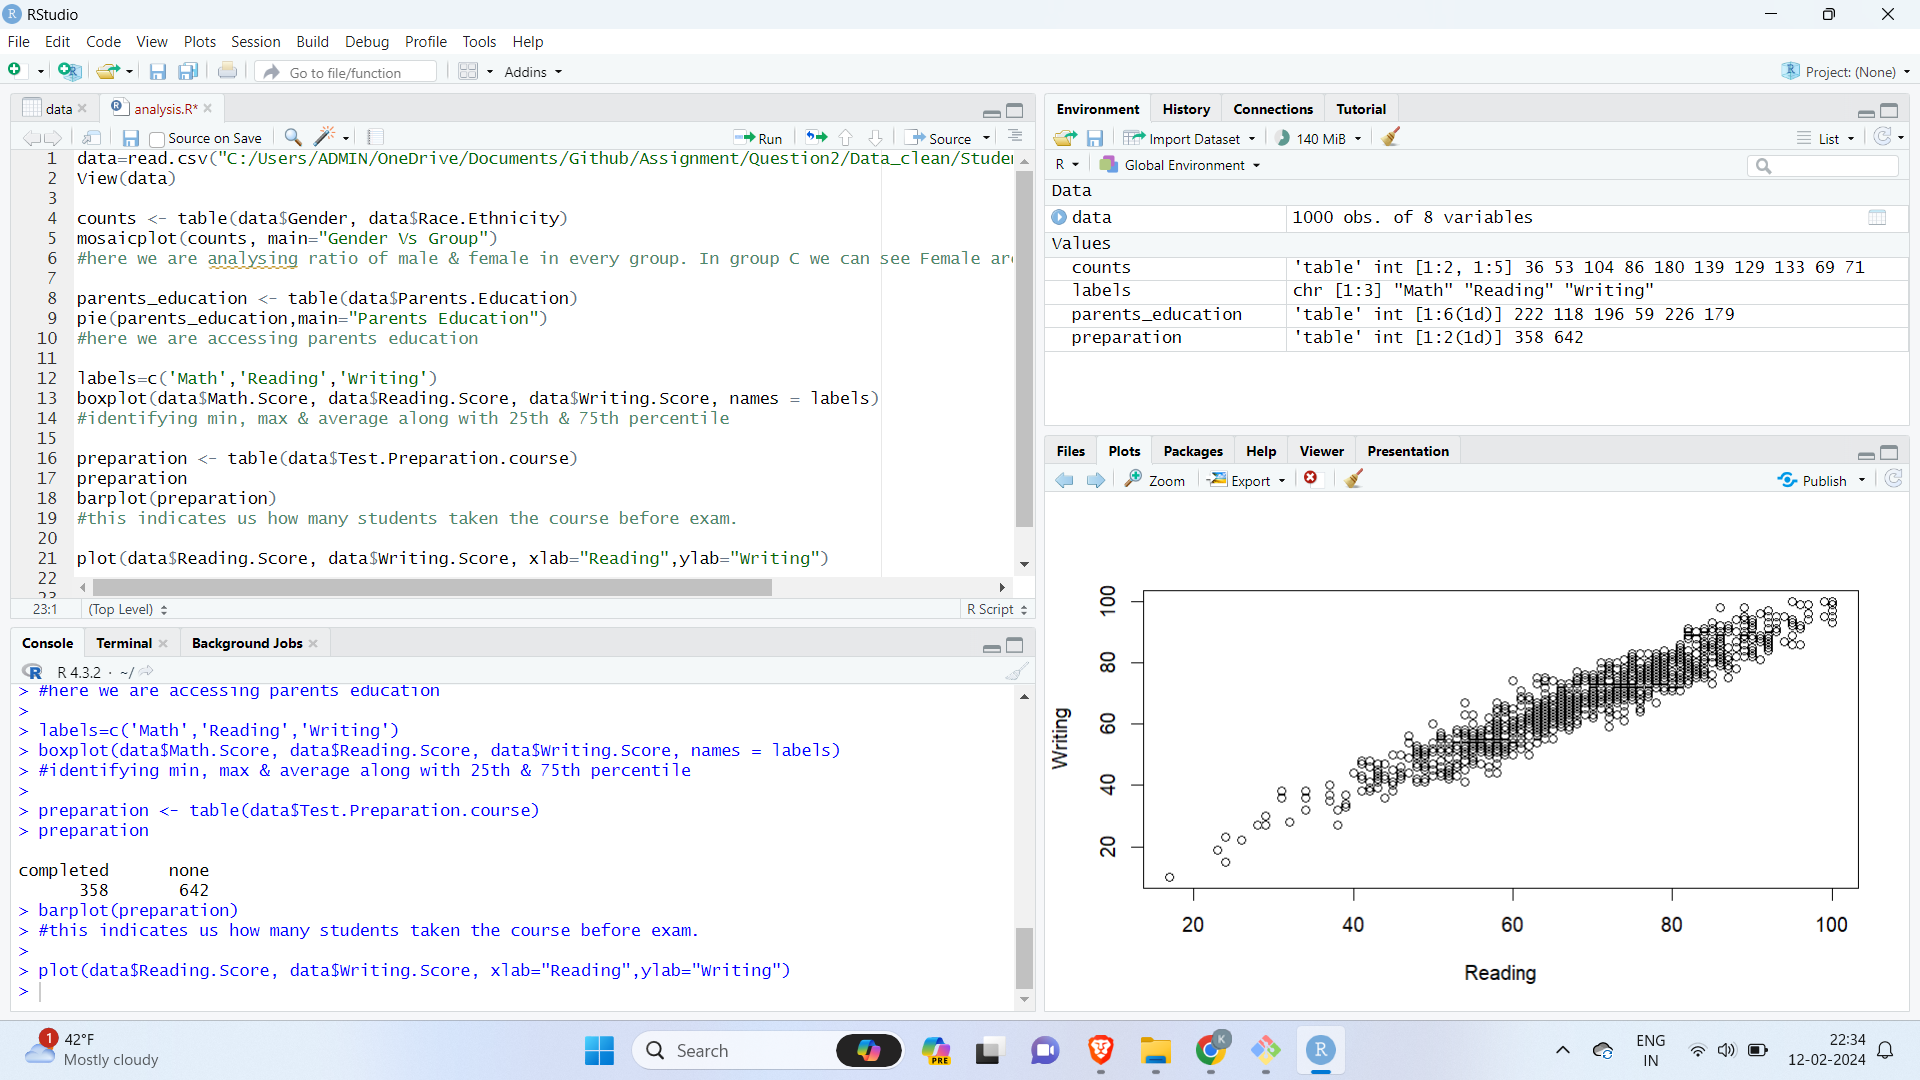 RStudio
File Edit Code View Plots Session Build Debug Profile Tools Help
Go to file/function Addins Project: (None)
data analysis.R*
Source on Save Run Source
1 data=read.csv("C:/Users/ADMIN/OneDrive/Documents/Github/Assignment/Question2/Data_clean/Studen
2 View(data)
3
4 counts <- table(data$Gender, data$Race.Ethnicity)
5 mosaicplot(counts, main="Gender Vs Group")
6 #here we are analysing ratio of male & female in every group. In group C we can see Female are
7
8 parents_education <- table(data$Parents.Education)
9 pie(parents_education,main="Parents Education")
10 #here we are accessing parents education
11
12 labels=c('Math','Reading','Writing')
13 boxplot(data$Math.Score, data$Reading.Score, data$Writing.Score, names = labels)
14 #identifying min, max & average along with 25th & 75th percentile
15
16 preparation <- table(data$Test.Preparation.course)
17 preparation
18 barplot(preparation)
19 #this indicates us how many students taken the course before exam.
20
21 plot(data$Reading.Score, data$Writing.Score, xlab="Reading",ylab="Writing")
22
23
23:1 (Top Level) R Script
Console Terminal Background Jobs
R 4.3.2 · ~/
> #here we are accessing parents education
>
> labels=c('Math','Reading','Writing')
> boxplot(data$Math.Score, data$Reading.Score, data$Writing.Score, names = labels)
> #identifying min, max & average along with 25th & 75th percentile
>
> preparation <- table(data$Test.Preparation.course)
> preparation
completed none
358 642
> barplot(preparation)
> #this indicates us how many students taken the course before exam.
>
> plot(data$Reading.Score, data$Writing.Score, xlab="Reading",ylab="Writing")
>
Environment History Connections Tutorial
Import Dataset 140 MiB List
R Global Environment
Data
data 1000 obs. of 8 variables
Values
counts 'table' int [1:2, 1:5] 36 53 104 86 180 139 129 133 69 71
labels chr [1:3] "Math" "Reading" "Writing"
parents_education 'table' int [1:6(1d)] 222 118 196 59 226 179
preparation 'table' int [1:2(1d)] 358 642
Files Plots Packages Help Viewer Presentation
Zoom Export Publish
100
80
60
40
20
Writing
20 40 60 80 100
Reading
1 42°F
Mostly cloudy
Search
PRE
K
R
ENG
IN
22:34
12-02-2024